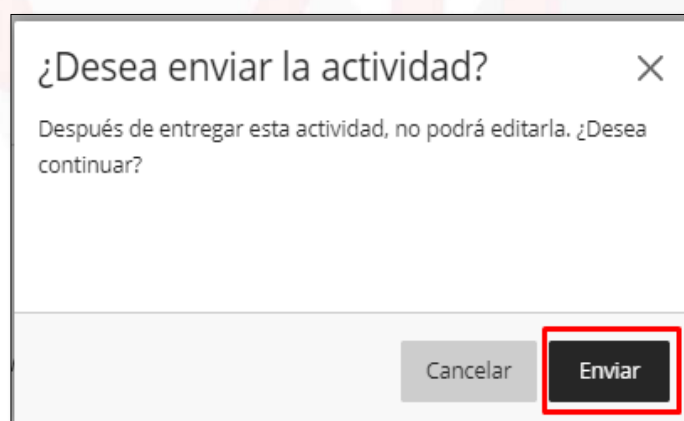 ¿Desea enviar la actividad?
Después de entregar esta actividad, no podrá editarla. ¿Desea
continuar?
Cancelar
Enviar